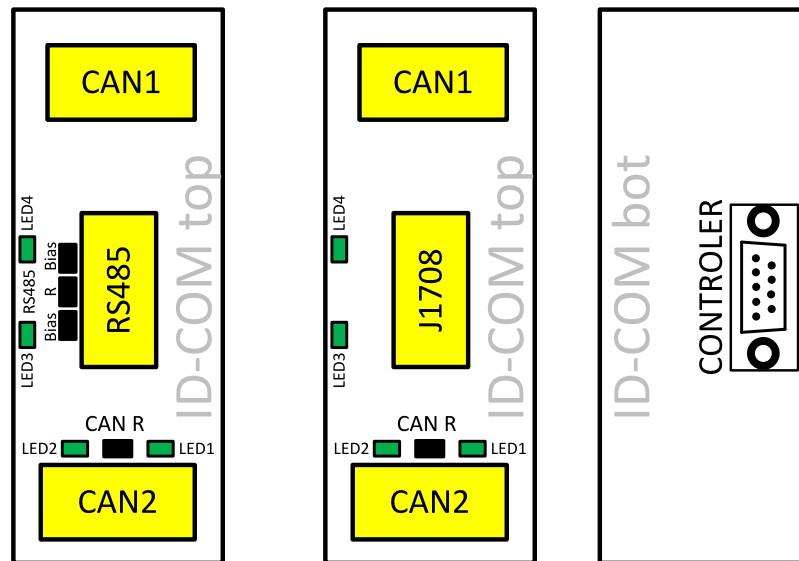 CAN1
LED4
RS485
LED3
Bias
R
Bias
RS485
ID-COM top
CAN R
LED2
LED1
CAN2
CAN1
LED4
LED3
J1708
ID-COM top
CAN R
LED2
LED1
CAN2
ID-COM bot
CONTROLER